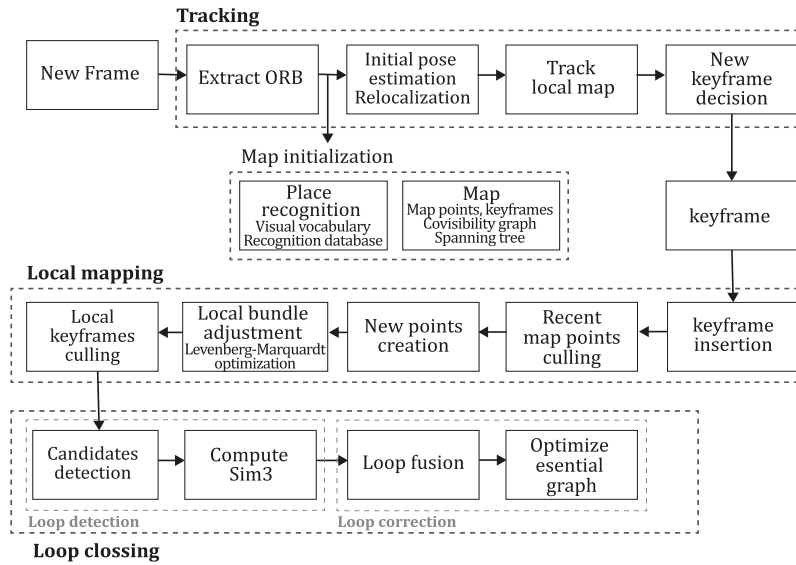 Tracking
New Frame
Extract ORB
Initial pose
estimation
Relocalization
Track
local map
New
keyframe
decision
Map initialization
Place
recognition
Visual vocabulary
Recognition database
Map
Map points, keyframes
Covisibility graph
Spanning tree
keyframe
Local mapping
Local
keyframes
culling
Local bundle
adjustment
Levenberg-Marquardt
optimization
New points
creation
Recent
map points
culling
keyframe
insertion
Candidates
detection
Compute
Sim3
Loop fusion
Optimize
esential
graph
Loop detection
Loop correction
Loop clossing